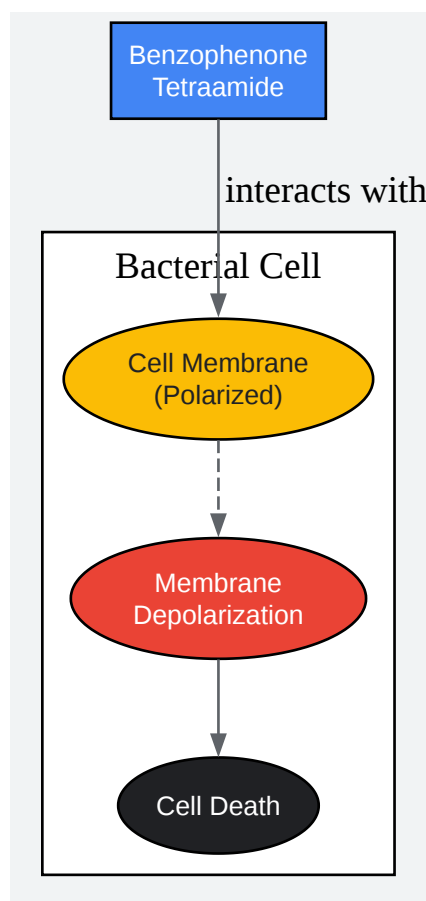 Benzophenone
Tetraamide
interacts with
Bacterial Cell
Cell Membrane
(Polarized)
Membrane
Depolarization
Cell Death